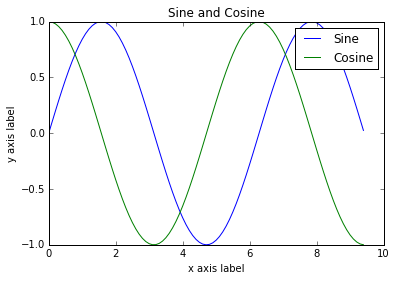 Sine and Cosine
Sine
Cosine
1.0
0.5
0.0
−0.5
−1.0
y axis label
0 2 4 6 8 10
x axis label